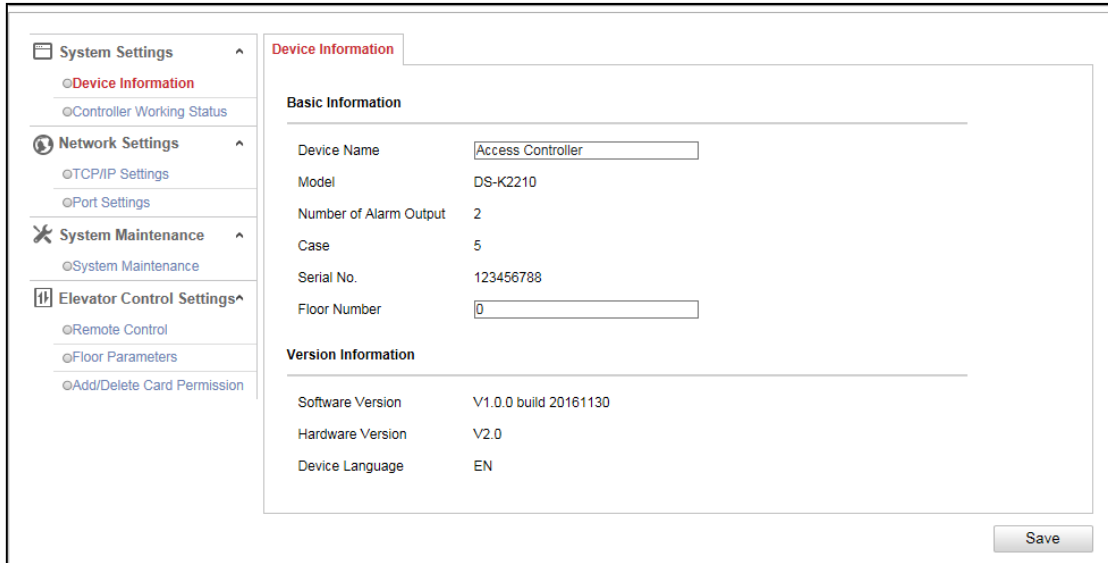 System Settings
Device Information
Controller Working Status
Network Settings
TCP/IP Settings
Port Settings
System Maintenance
System Maintenance
Elevator Control Settings
Remote Control
Floor Parameters
Add/Delete Card Permission
Device Information
Basic Information
Device Name Access Controller
Model DS-K2210
Number of Alarm Output 2
Case 5
Serial No. 123456788
Floor Number 0
Version Information
Software Version V1.0.0 build 20161130
Hardware Version V2.0
Device Language EN
Save